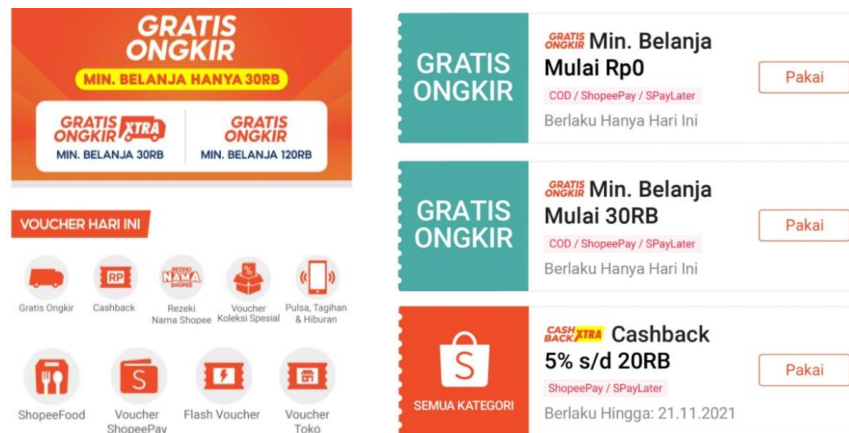 GRATIS
ONGKIR
MIN. BELANJA HANYA 30RB
GRATIS
ONGKIR XTRA
MIN. BELANJA 30RB
GRATIS
ONGKIR
MIN. BELANJA 120RB
VOUCHER HARI INI
RP
REZEKI
NAMA
SHOPEE
%
Gratis Ongkir
Cashback
Rezeki
Nama Shopee
Voucher
Koleksi Spesial
Pulsa, Tagihan
& Hiburan
S
ShopeeFood
Voucher
ShopeePay
Flash Voucher
Voucher
Toko
GRATIS
ONGKIR
GRATIS ONGKIR Min. Belanja
Mulai Rp0
COD / ShopeePay / SPayLater
Berlaku Hanya Hari Ini
Pakai
GRATIS
ONGKIR
GRATIS ONGKIR Min. Belanja
Mulai 30RB
COD / ShopeePay / SPayLater
Berlaku Hanya Hari Ini
Pakai
S
SEMUA KATEGORI
CASH BACK XTRA Cashback
5% s/d 20RB
ShopeePay / SPayLater
Berlaku Hingga: 21.11.2021
Pakai